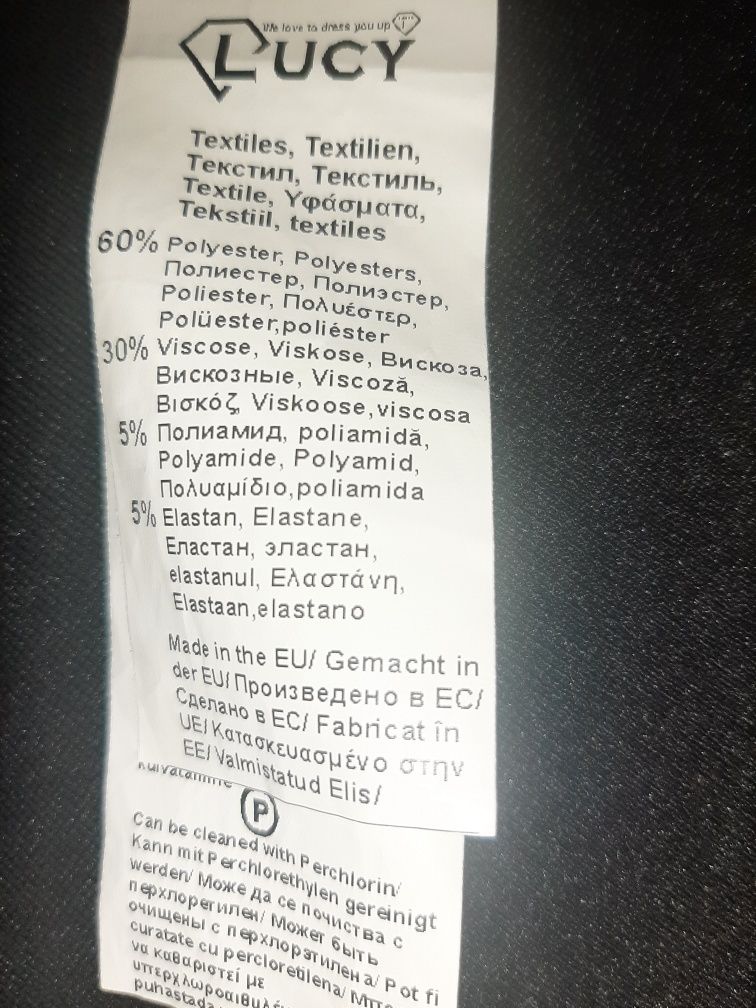 We love to dress you up
LUCY
Textiles, Textilien,
Текстил, Текстиль,
Textile, Υφάσματα,
Tekstiil, textiles
60% Polyester, Polyesters,
Полиестер, Полиэстер,
Poliester, Πολυέστερ,
Polüester,poliéster
30% Viscose, Viskose, Вискоза,
Вискозные, Viscoză,
Βισκόζ, Viskoose,viscosa
5% Полиамид, poliamidă,
Polyamide, Polyamid,
Πολυαμίδιο,poliamida
5% Elastan, Elastane,
Еластан, эластан,
elastanul, Ελαστάνη,
Elastaan,elastano
Made in the EU/ Gemacht in
der EU/ Произведено в ЕС/
Сделано в ЕС/ Fabricat în
UE/ Κατασκευασμένο στην
ΕΕ/ Valmistatud Elis/
P
Can be cleaned with Perchlorin/
Kann mit Perchlorethylen gereinigt
werden/ Може да се почиства с
перхлоретилен/ Может быть
очищены с перхлорэтилена/ Pot fi
curatate cu percloretilena/
να καθαριστεί με
puhastada